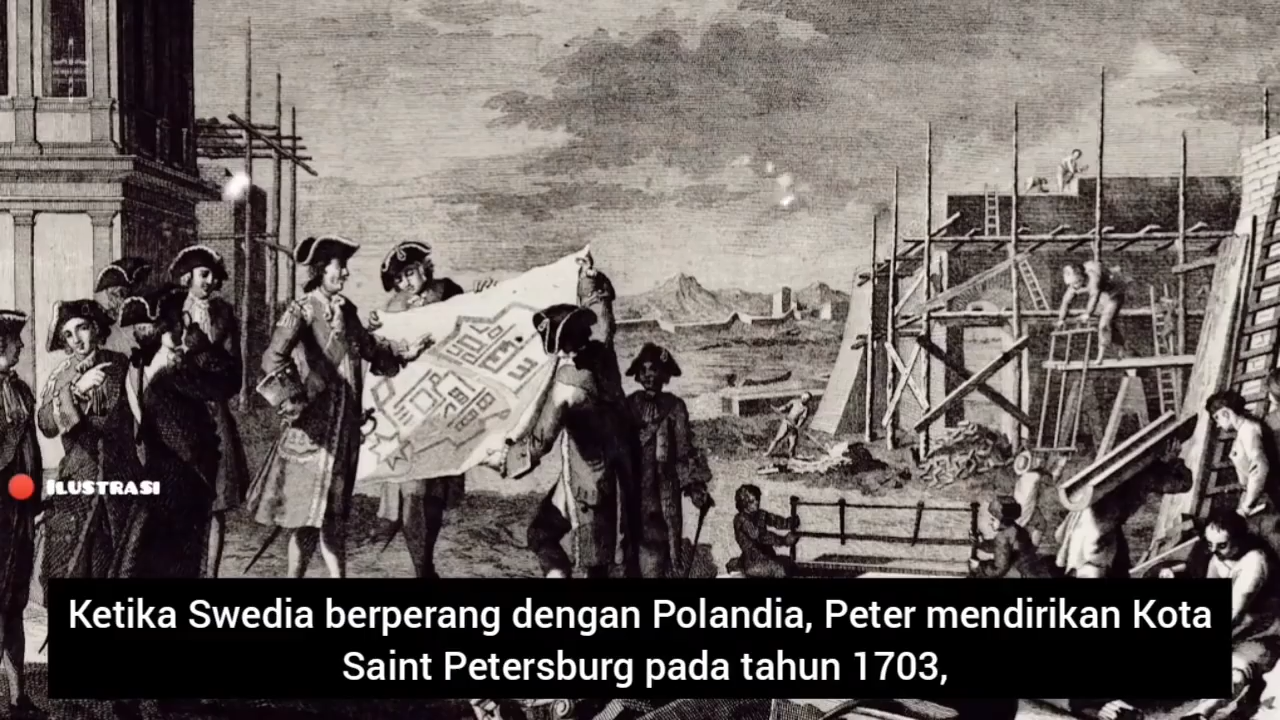 ILUSTRASI
Ketika Swedia berperang dengan Polandia, Peter mendirikan Kota
Saint Petersburg pada tahun 1703,